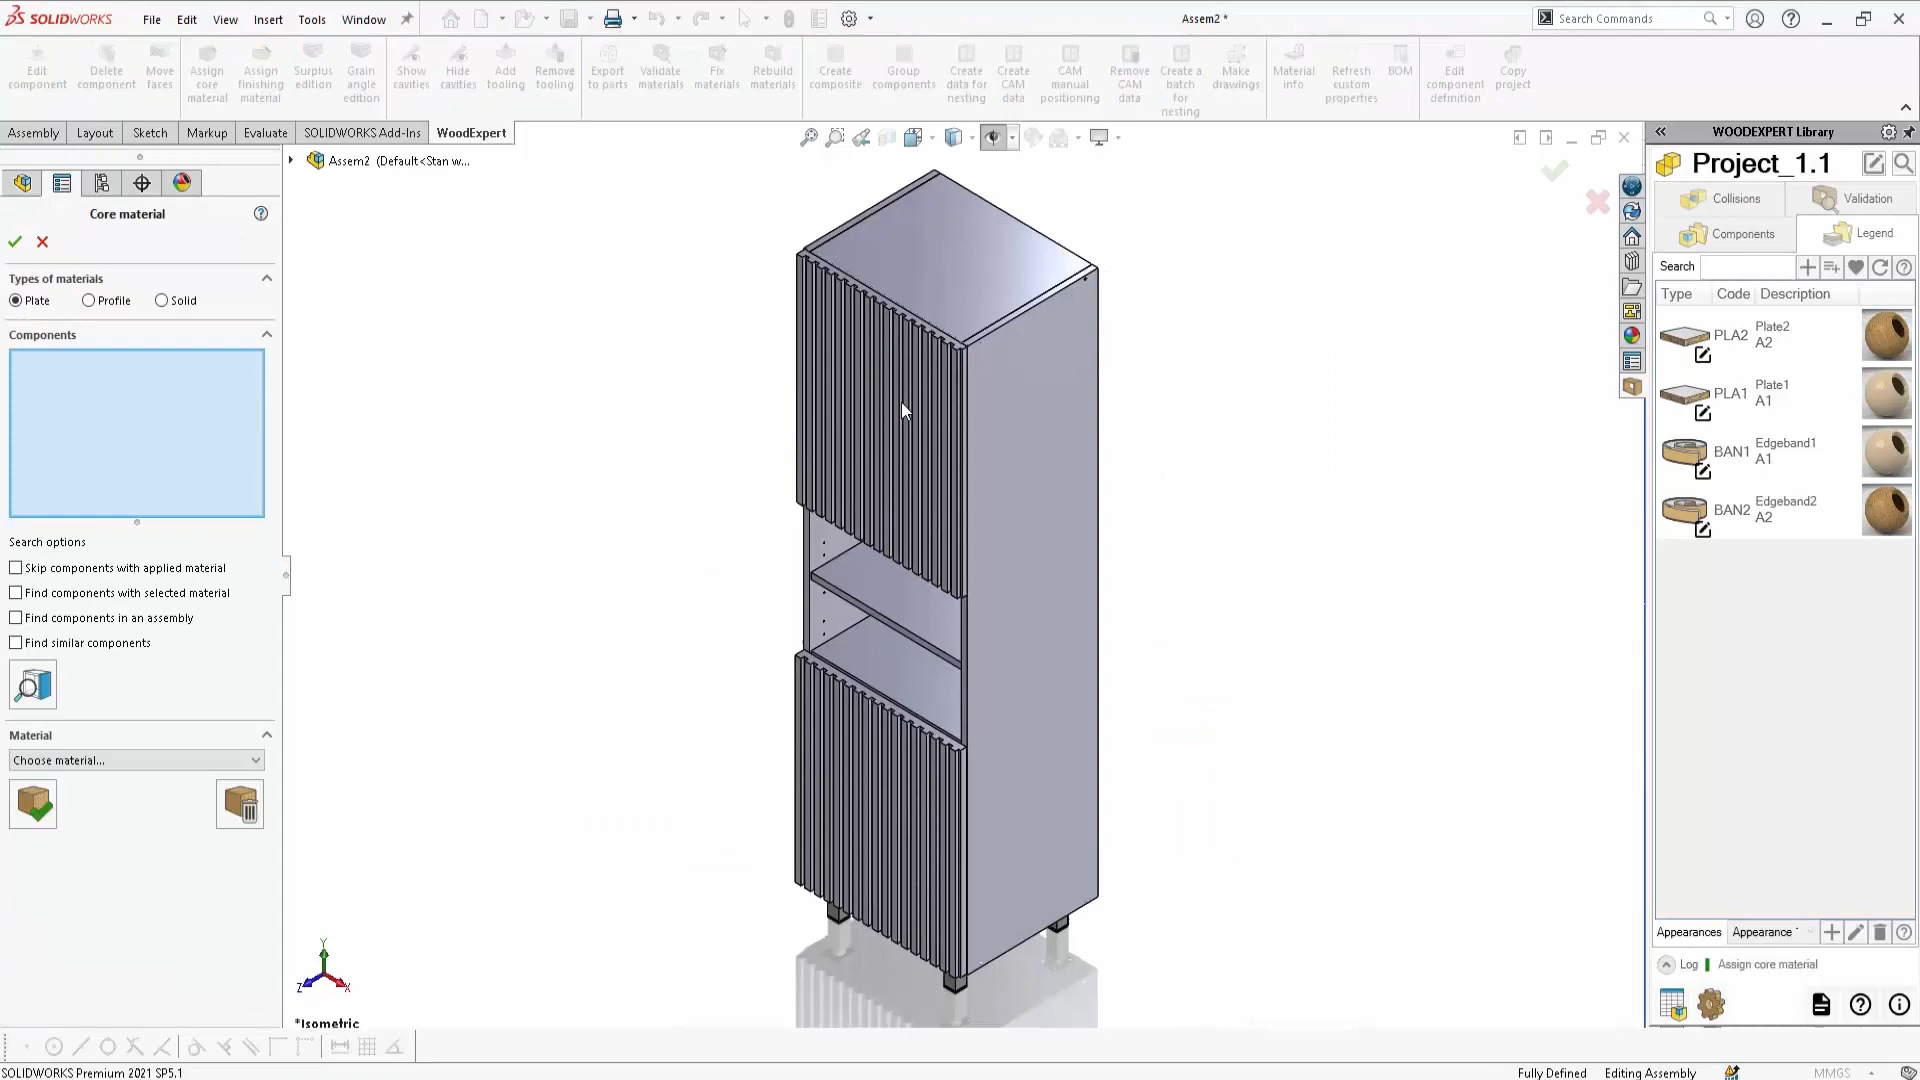 SOLIDWORKS File Edit View Insert Tools Window
Assem2 *
Search Commands
Edit component
Delete component
Move faces
Assign core material
Assign finishing material
Surplus edition
Grain angle edition
Show cavities
Hide cavities
Add tooling
Remove tooling
Export to parts
Validate materials
Fix materials
Rebuild materials
Create composite
Group components
Create data for nesting
Create CAM data
CAM manual positioning
Remove CAM data
Create a batch for nesting
Make drawings
Material info
Refresh custom properties
BOM
Edit component definition
Copy project
Assembly Layout Sketch Markup Evaluate SOLIDWORKS Add-Ins WoodExpert
Assem2 (Default<Stan w...
Core material
Types of materials
Plate Profile Solid
Components
Search options
Skip components with applied material
Find components with selected material
Find components in an assembly
Find similar components
Material
Choose material...
Y
Z X
*Isometric
WOODEXPERT Library
Project_1.1
Collisions Validation
Components Legend
Search
Type Code Description
PLA2 Plate2
A2
PLA1 Plate1
A1
BAN1 Edgeband1
A1
BAN2 Edgeband2
A2
Appearances Appearance
Log Assign core material
SOLIDWORKS Premium 2021 SP5.1
Fully Defined Editing Assembly MMGS